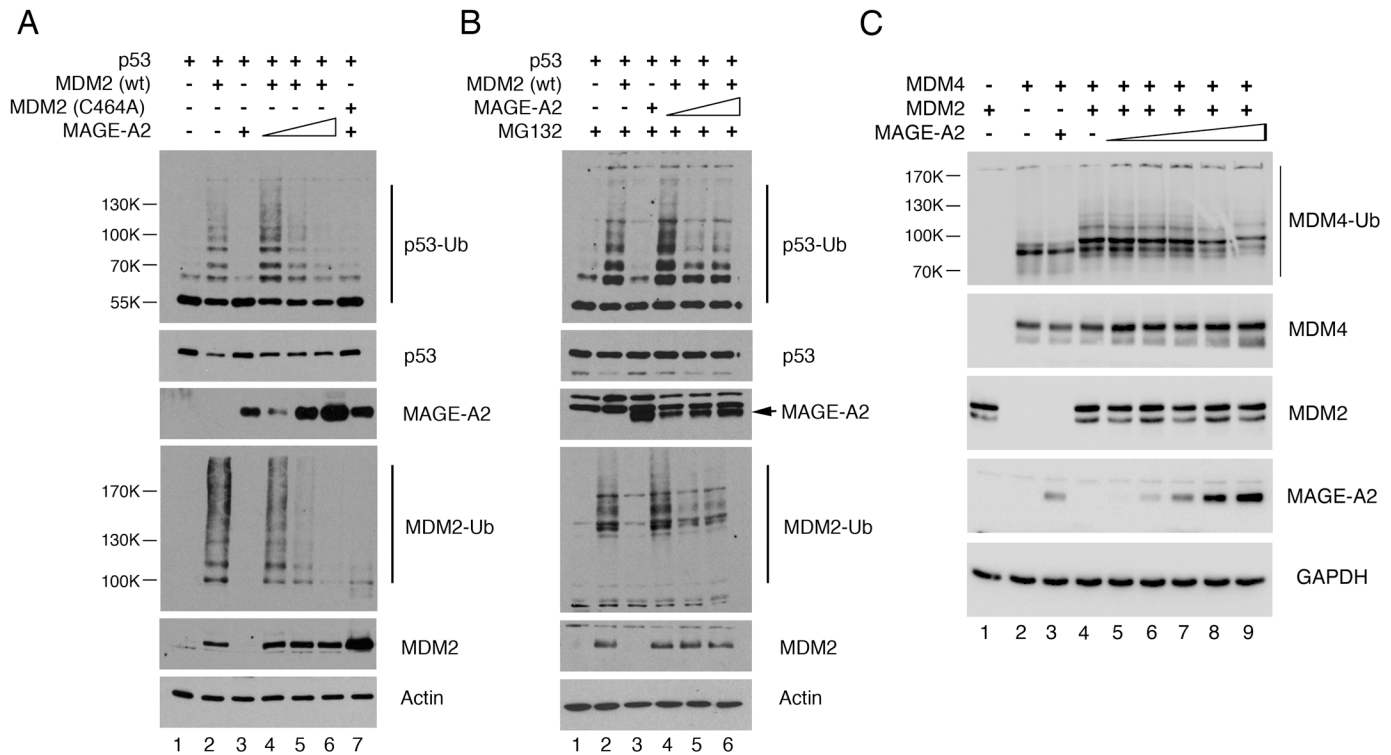 A
p53 + + + + + + +
MDM2 (wt) - + - + + + -
MDM2 (C464A) +
MAGE-A2 - - + +
130K
100K
70K
55K
p53-Ub
p53
MAGE-A2
170K
130K
100K
MDM2-Ub
MDM2
Actin
1 2 3 4 5 6 7
B
p53 + + + + + +
MDM2 (wt) - + - + + +
MAGE-A2 - - +
MG132 + + + + + +
p53-Ub
p53
MAGE-A2
MDM2-Ub
MDM2
Actin
1 2 3 4 5 6
C
MDM4 - + + + + + + + +
MDM2 + - - + + + + + +
MAGE-A2 - - + -
170K
130K
100K
70K
MDM4-Ub
MDM4
MDM2
MAGE-A2
GAPDH
1 2 3 4 5 6 7 8 9